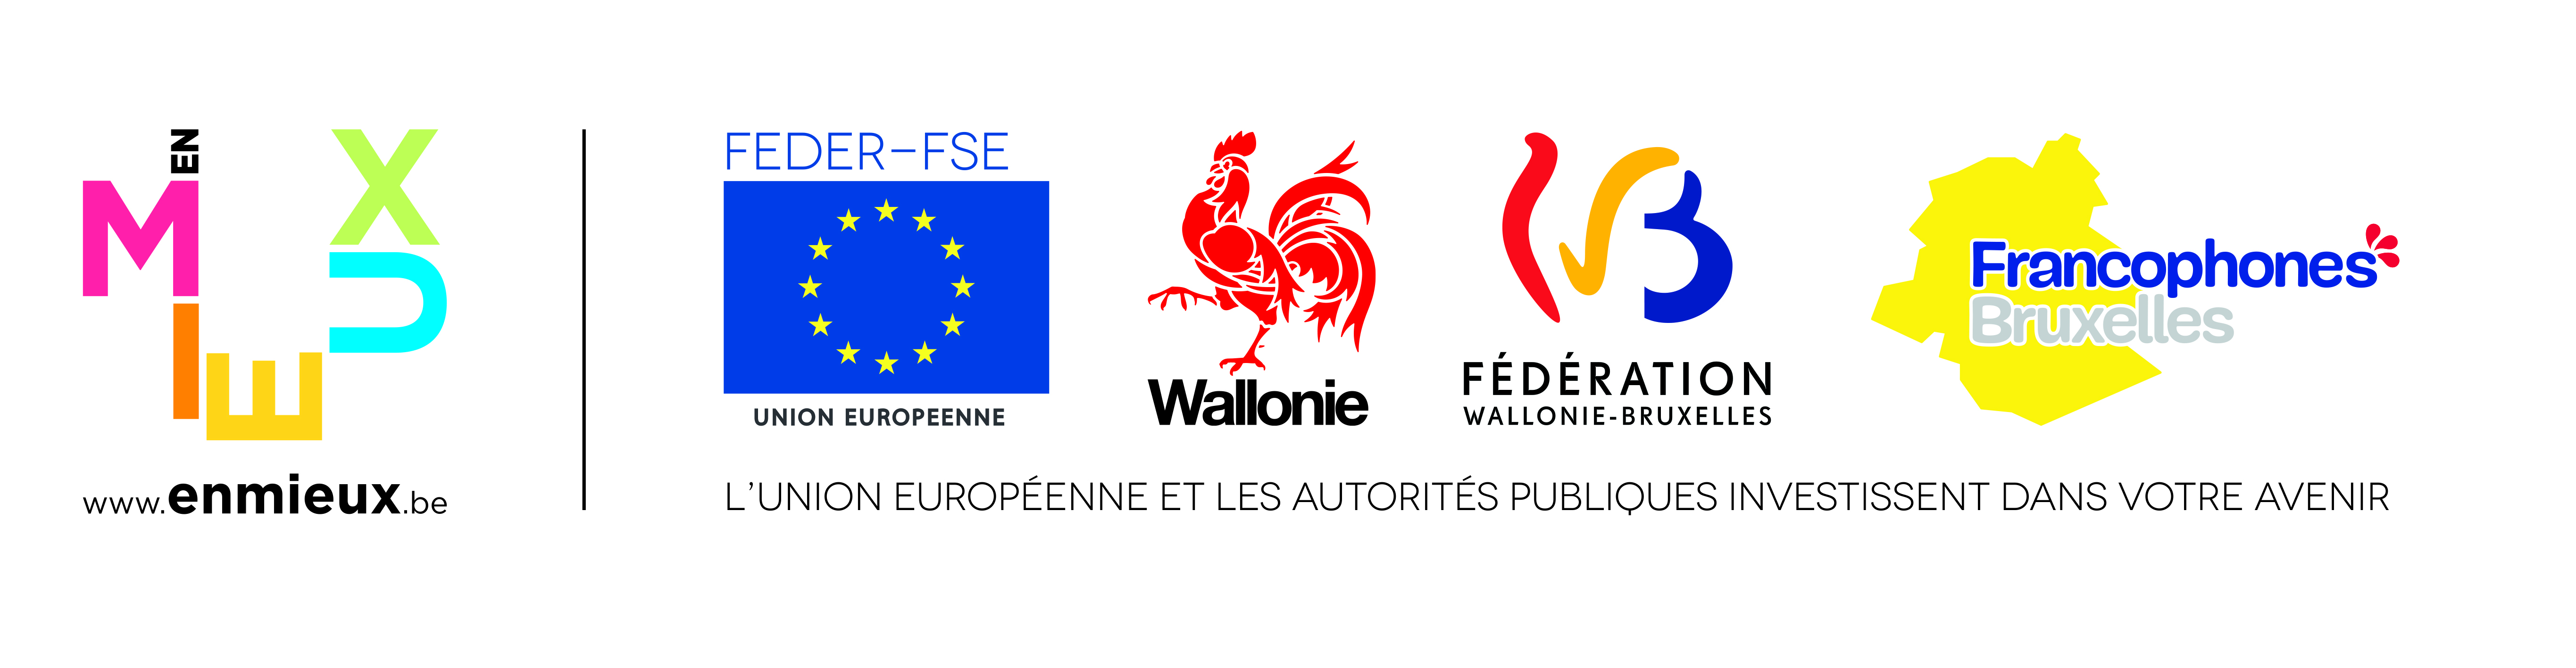 EN
MIEUX
www.enmieux.be
FEDER-FSE
UNION EUROPEENNE
Wallonie
FÉDÉRATION
WALLONIE-BRUXELLES
Francophones
Bruxelles
L'UNION EUROPÉENNE ET LES AUTORITÉS PUBLIQUES INVESTISSENT DANS VOTRE AVENIR